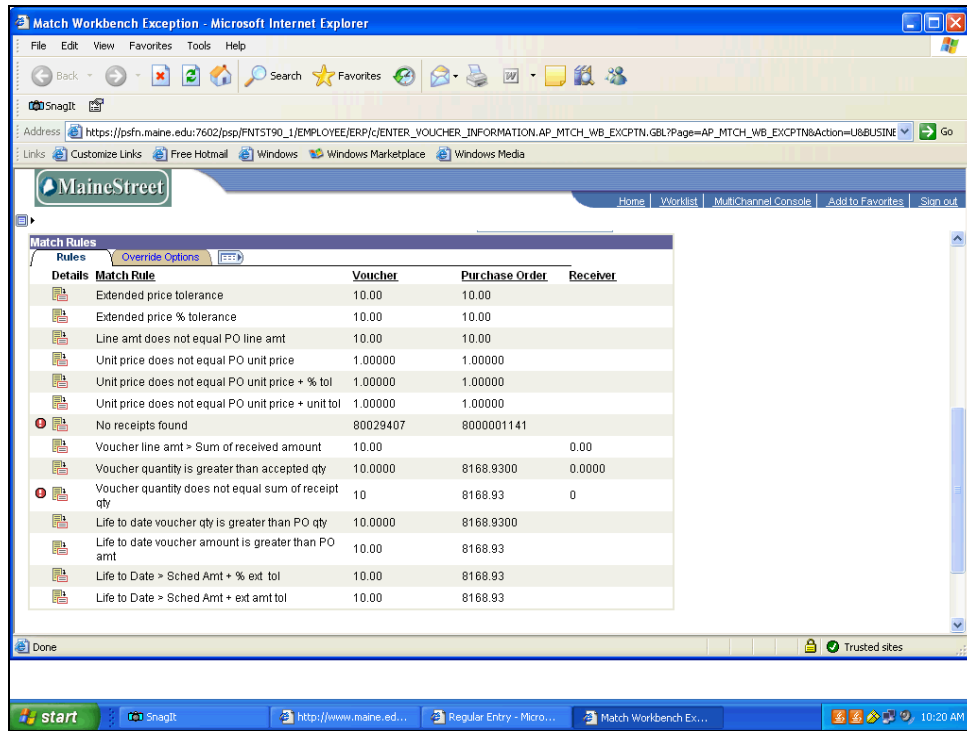 Match Workbench Exception - Microsoft Internet Explorer
File Edit View Favorites Tools Help
Back Search Favorites
SnagIt
Address https://psfn.maine.edu:7602/psp/FNTST90_1/EMPLOYEE/ERP/c/ENTER_VOUCHER_INFORMATION.AP_MTCH_WB_EXCPTN.GBL?Page=AP_MTCH_WB_EXCPTN&Action=U&BUSINE Go
Links Customize Links Free Hotmail Windows Windows Marketplace Windows Media
MaineStreet
Home Worklist MultiChannel Console Add to Favorites Sign out
Match Rules
Rules Override Options
Details Match Rule Voucher Purchase Order Receiver
Extended price tolerance 10.00 10.00
Extended price % tolerance 10.00 10.00
Line amt does not equal PO line amt 10.00 10.00
Unit price does not equal PO unit price 1.00000 1.00000
Unit price does not equal PO unit price + % tol 1.00000 1.00000
Unit price does not equal PO unit price + unit tol 1.00000 1.00000
No receipts found 80029407 8000001141
Voucher line amt > Sum of received amount 10.00 0.00
Voucher quantity is greater than accepted qty 10.0000 8168.9300 0.0000
Voucher quantity does not equal sum of receipt
qty 10 8168.93 0
Life to date voucher qty is greater than PO qty 10.0000 8168.9300
Life to date voucher amount is greater than PO
amt 10.00 8168.93
Life to Date > Sched Amt + % ext tol 10.00 8168.93
Life to Date > Sched Amt + ext amt tol 10.00 8168.93
Done Trusted sites
start SnagIt http://www.maine.ed... Regular Entry - Micro... Match Workbench Ex... 10:20 AM